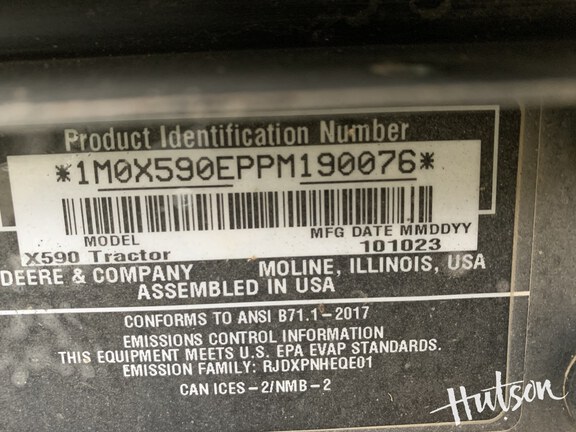 Product Identification Number
*1M0X590EPPM190076*
MODEL MFG DATE MMDDYY
X590 Tractor 101023
DEERE & COMPANY MOLINE, ILLINOIS, USA
ASSEMBLED IN USA
CONFORMS TO ANSI B71.1-2017
EMISSIONS CONTROL INFORMATION
THIS EQUIPMENT MEETS U.S. EPA EVAP STANDARDS.
EMISSION FAMILY: RJDXPNHEQE01
CAN ICES-2/NMB-2
Hutson